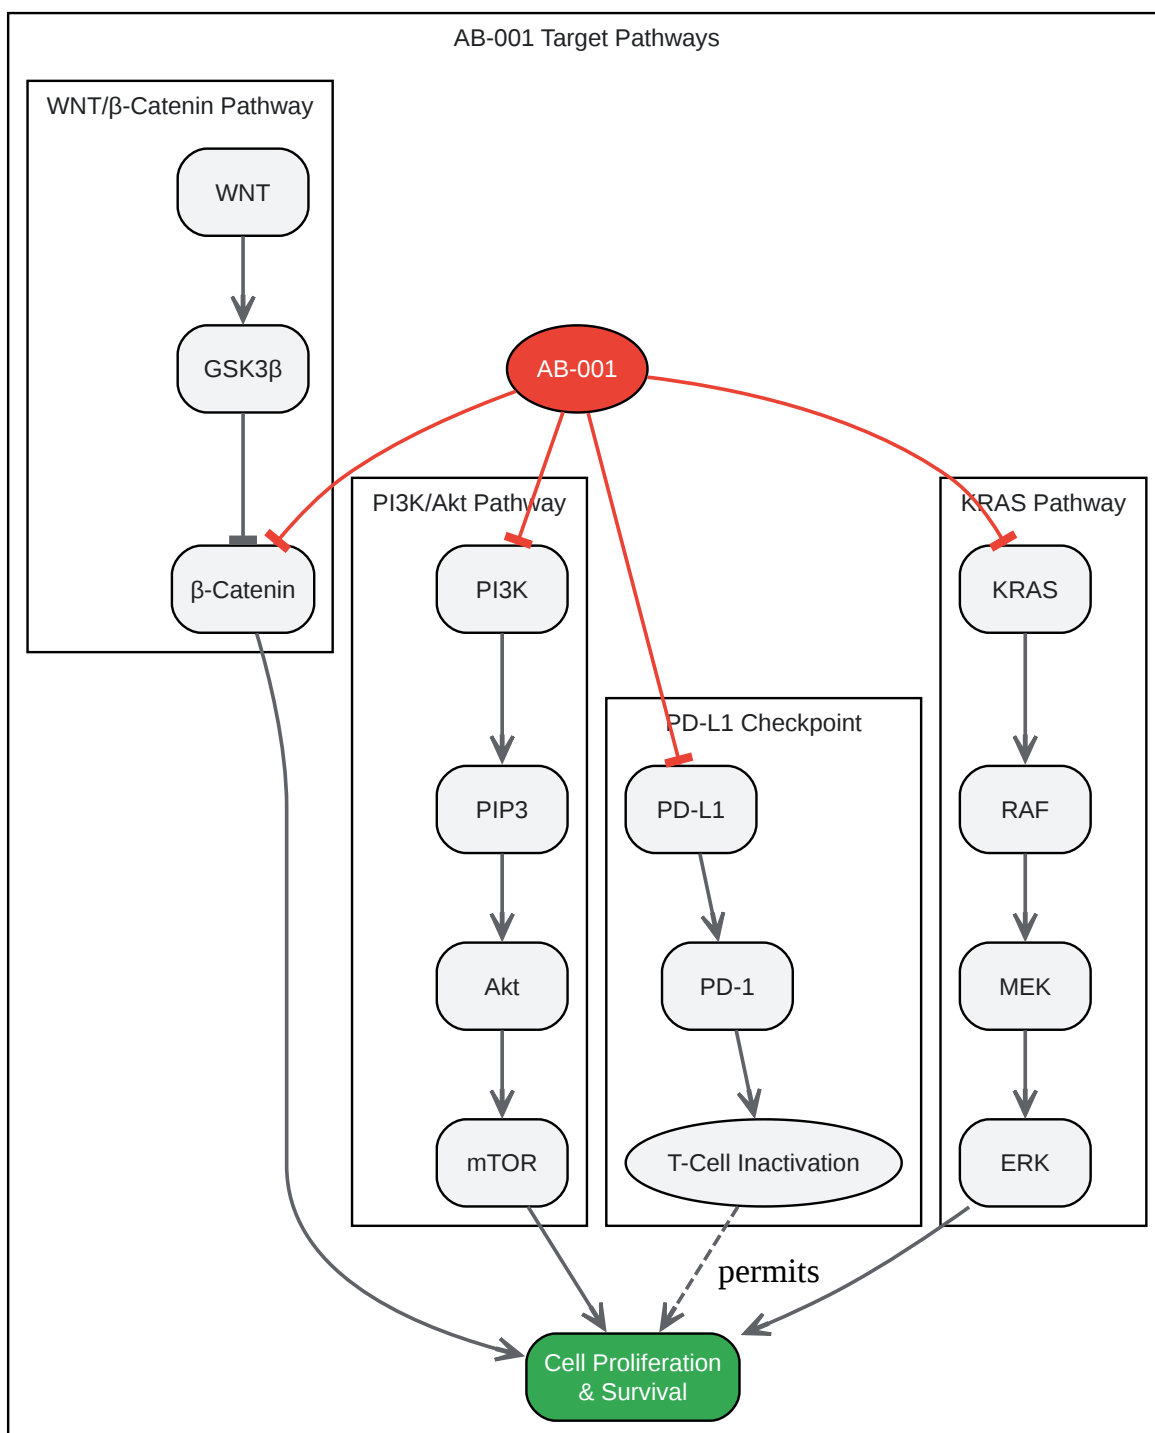 AB-001 Target Pathways
WNT/β-Catenin Pathway
WNT
GSK3β
AB-001
PI3K/Akt Pathway
KRAS Pathway
β-Catenin
PI3K
KRAS
PD-L1 Checkpoint
PIP3
PD-L1
RAF
Akt
PD-1
MEK
mTOR
T-Cell Inactivation
ERK
permits
Cell Proliferation
& Survival